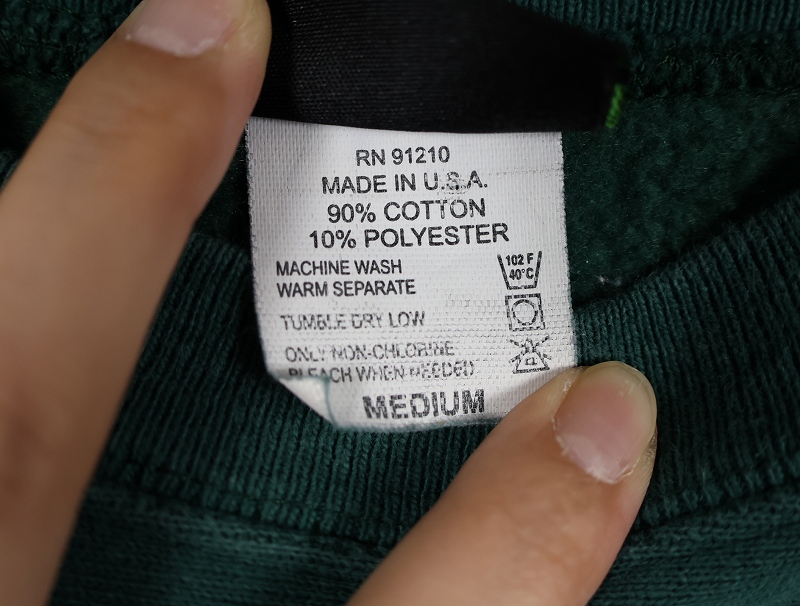 RN 91210
MADE IN U.S.A.
90% COTTON
10% POLYESTER
MACHINE WASH
WARM SEPARATE
102 F
40°C
TUMBLE DRY LOW
ONLY NON-CHLORINE
BLEACH WHEN NEEDED
MEDIUM